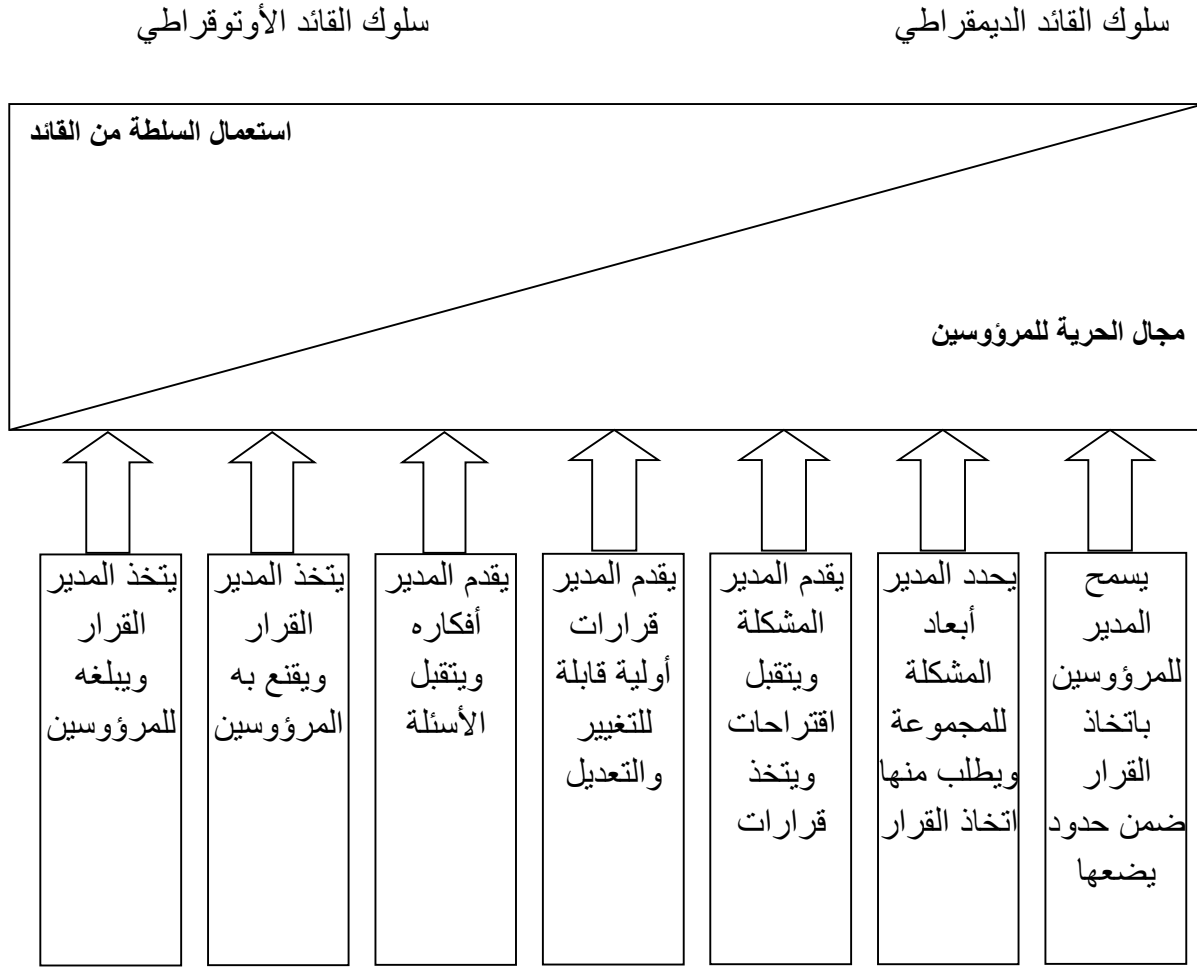 سلوك القائد الديمقراطي
سلوك القائد الأوتوقراطي
استعمال السلطة من القائد
مجال الحرية للمرؤوسين
يسمح
المدير
للمرؤوسين
باتخاذ
القرار
ضمن حدود
يضعها
يحدد المدير
أبعاد
المشكلة
للمجموعة
ويطلب منها
اتخاذ القرار
يقدم المدير
المشكلة
ويتقبل
اقتراحات
ويتخذ
قرارات
يقدم المدير
قرارات
أولية قابلة
للتغيير
والتعديل
يقدم المدير
أفكاره
ويتقبل
الأسئلة
يتخذ المدير
القرار
ويقنع به
المرؤوسين
يتخذ المدير
القرار
ويبلغه
للمرؤوسين